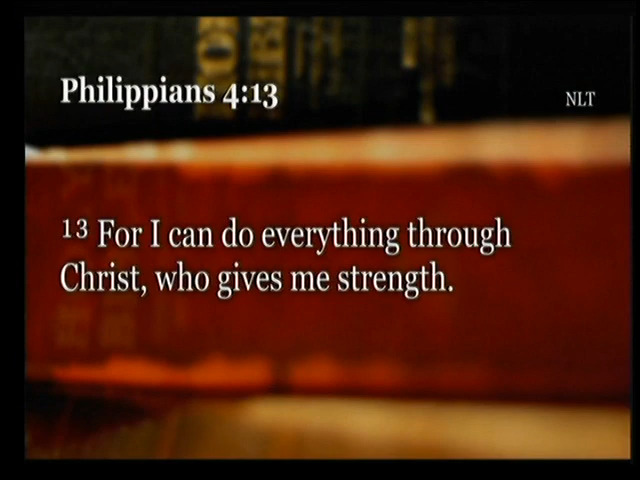 Philippians 4:13
NLT
13 For I can do everything through
Christ, who gives me strength.